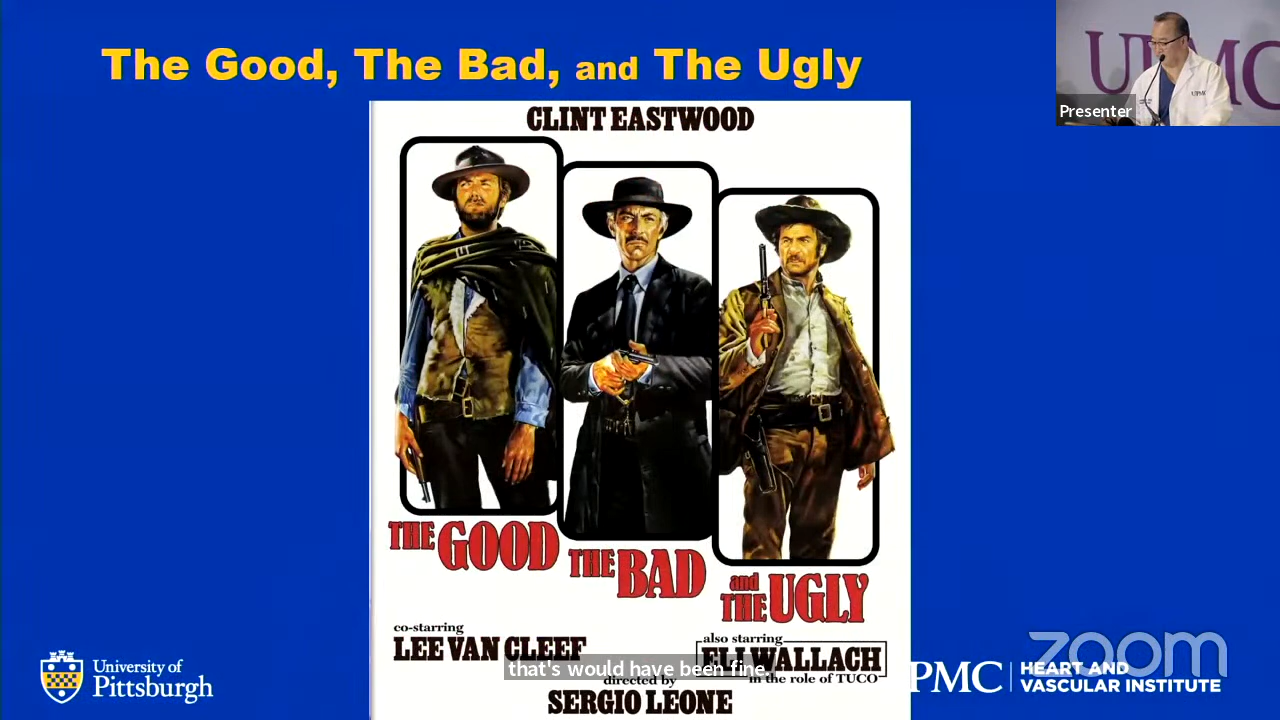 The Good, The Bad, and The Ugly
UPMC
UPMC
Presenter
CLINT EASTWOOD
THE GOOD
THE BAD
and
THE UGLY
co-starring
LEE VAN CLEEF
also starring
ELI WALLACH
in the role of TUCO
that's would have been fine.
directed by
SERGIO LEONE
University of
Pittsburgh
zoom
UPMC
HEART AND
VASCULAR INSTITUTE